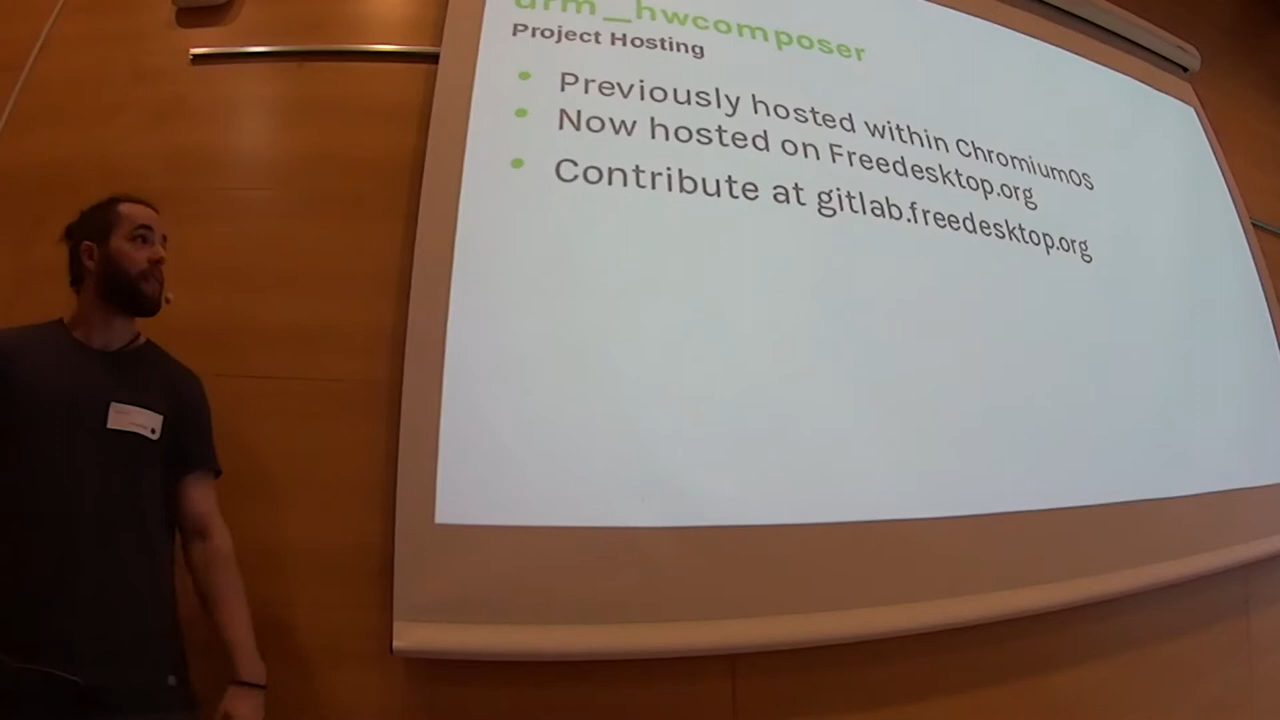 drm_hwcomposer
Project Hosting
Previously hosted within ChromiumOS
Now hosted on Freedesktop.org
Contribute at gitlab.freedesktop.org